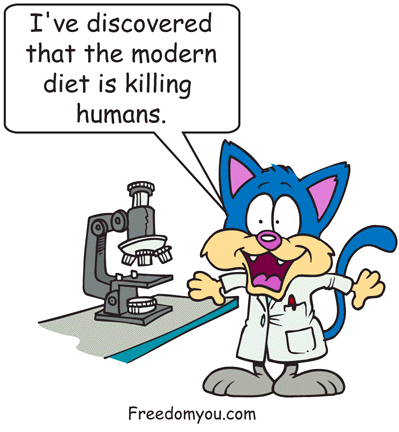 I've discovered
that the modern
diet is killing
humans.
Freedomyou.com